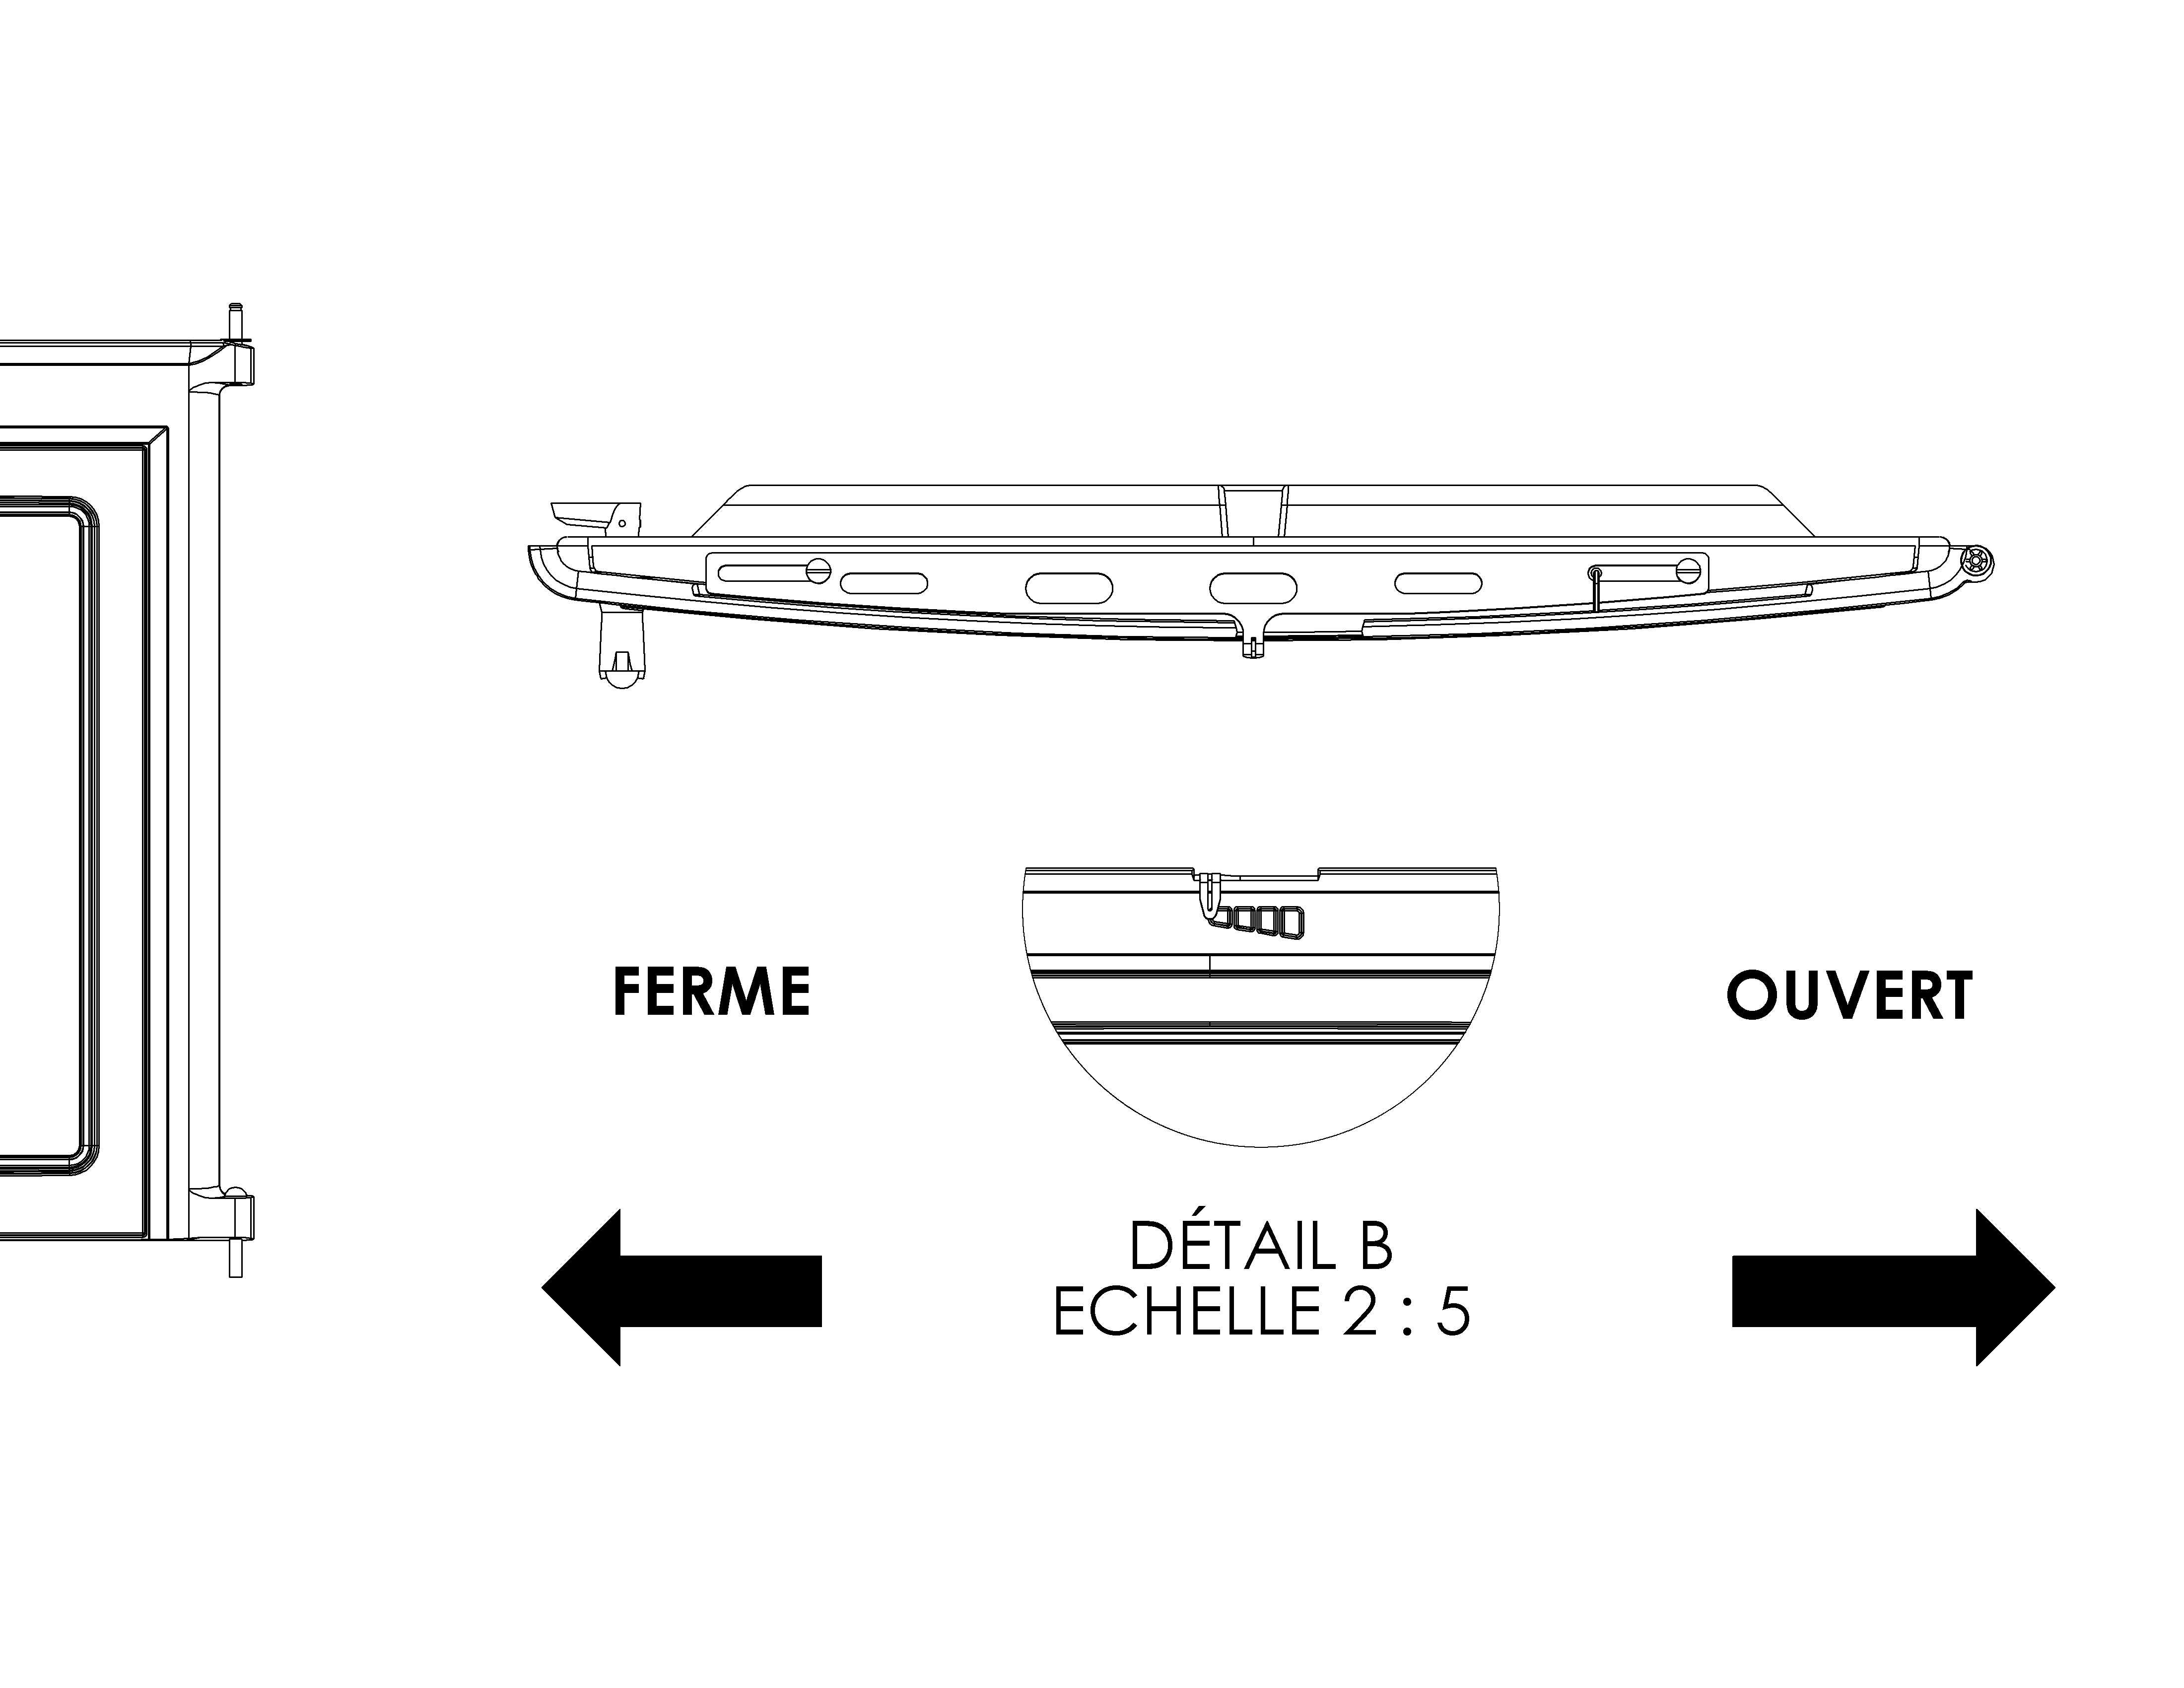 FERME
OUVERT
DÉTAIL B
ECHELLE 2 : 5